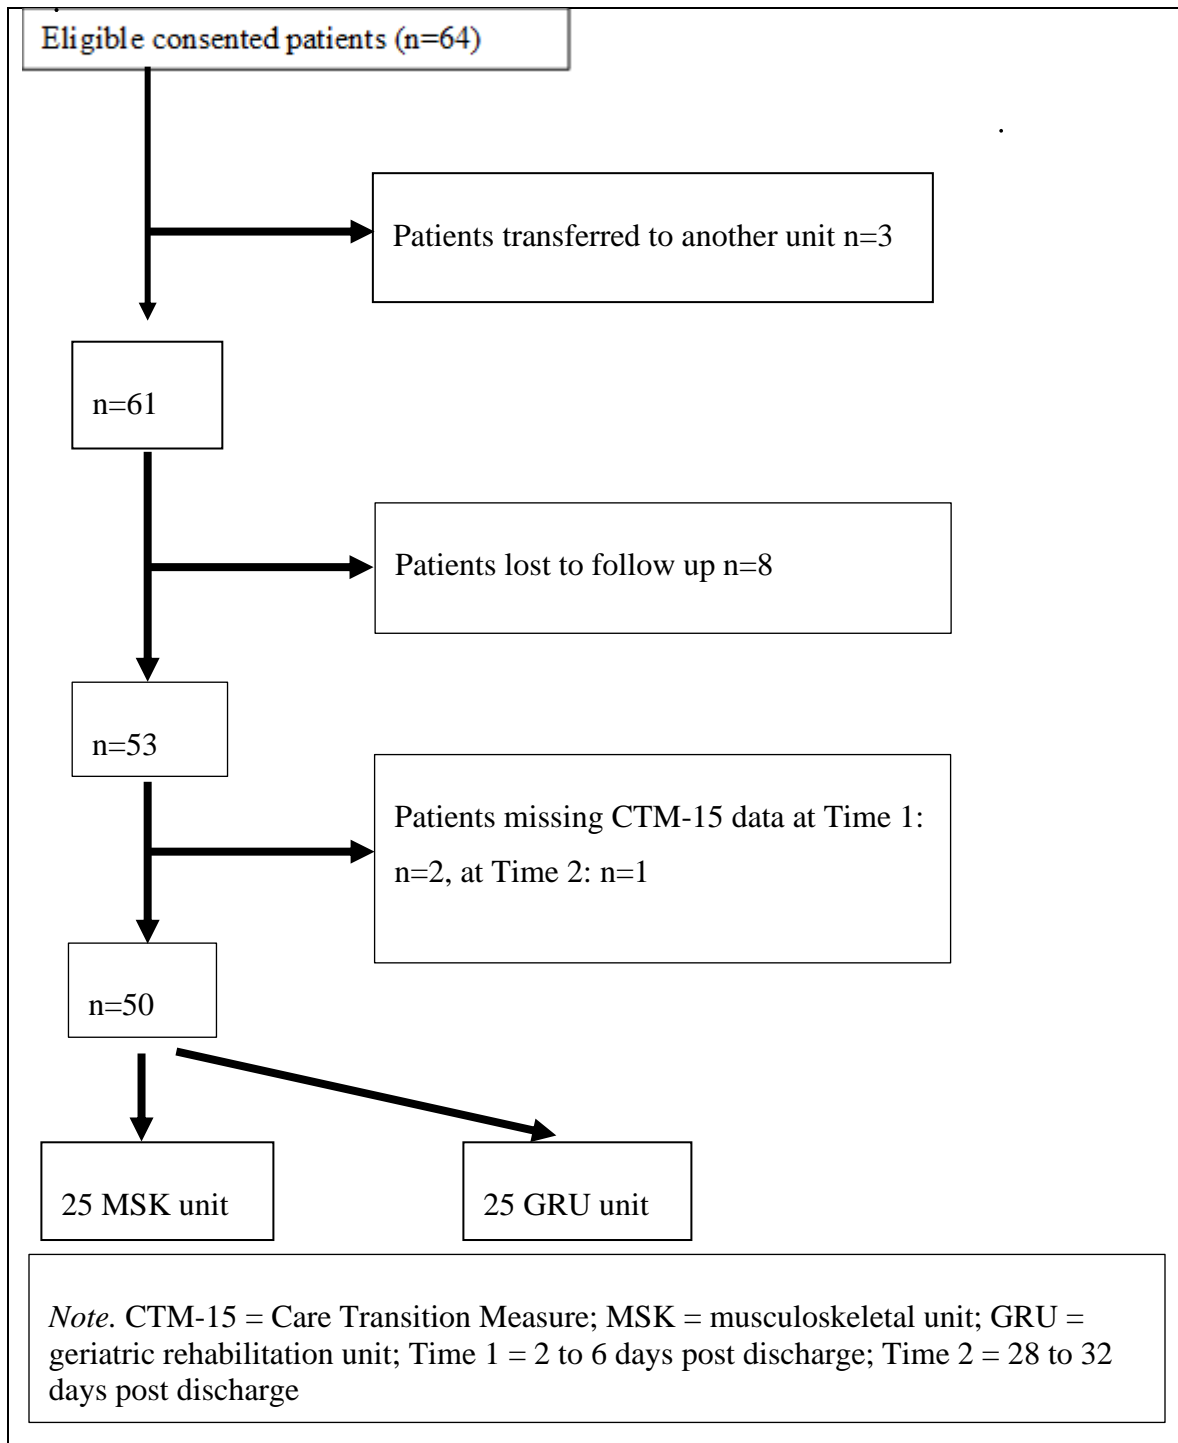 Eligible consented patients (n=64)
Patients transferred to another unit n=3
n=61
Patients lost to follow up n=8
n=53
Patients missing CTM-15 data at Time 1:
n=2, at Time 2: n=1
n=50
25 MSK unit
25 GRU unit
Note. CTM-15 = Care Transition Measure; MSK = musculoskeletal unit; GRU =
geriatric rehabilitation unit; Time 1 = 2 to 6 days post discharge; Time 2 = 28 to 32
days post discharge